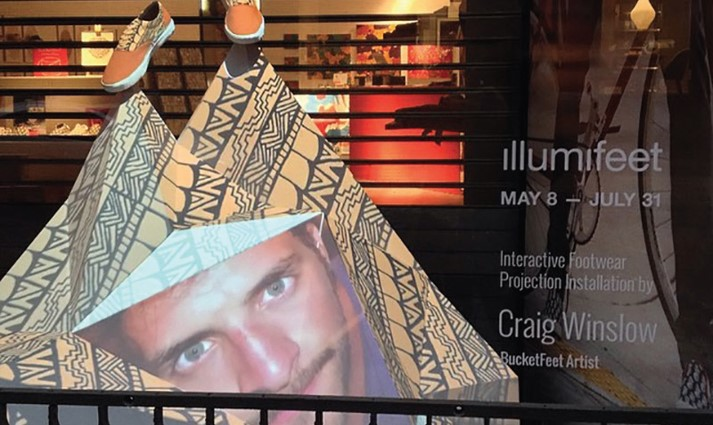 illumifeet
MAY 8 — JULY 31
Interactive Footwear
Projection Installation by
Craig Winslow
BucketFeet Artist